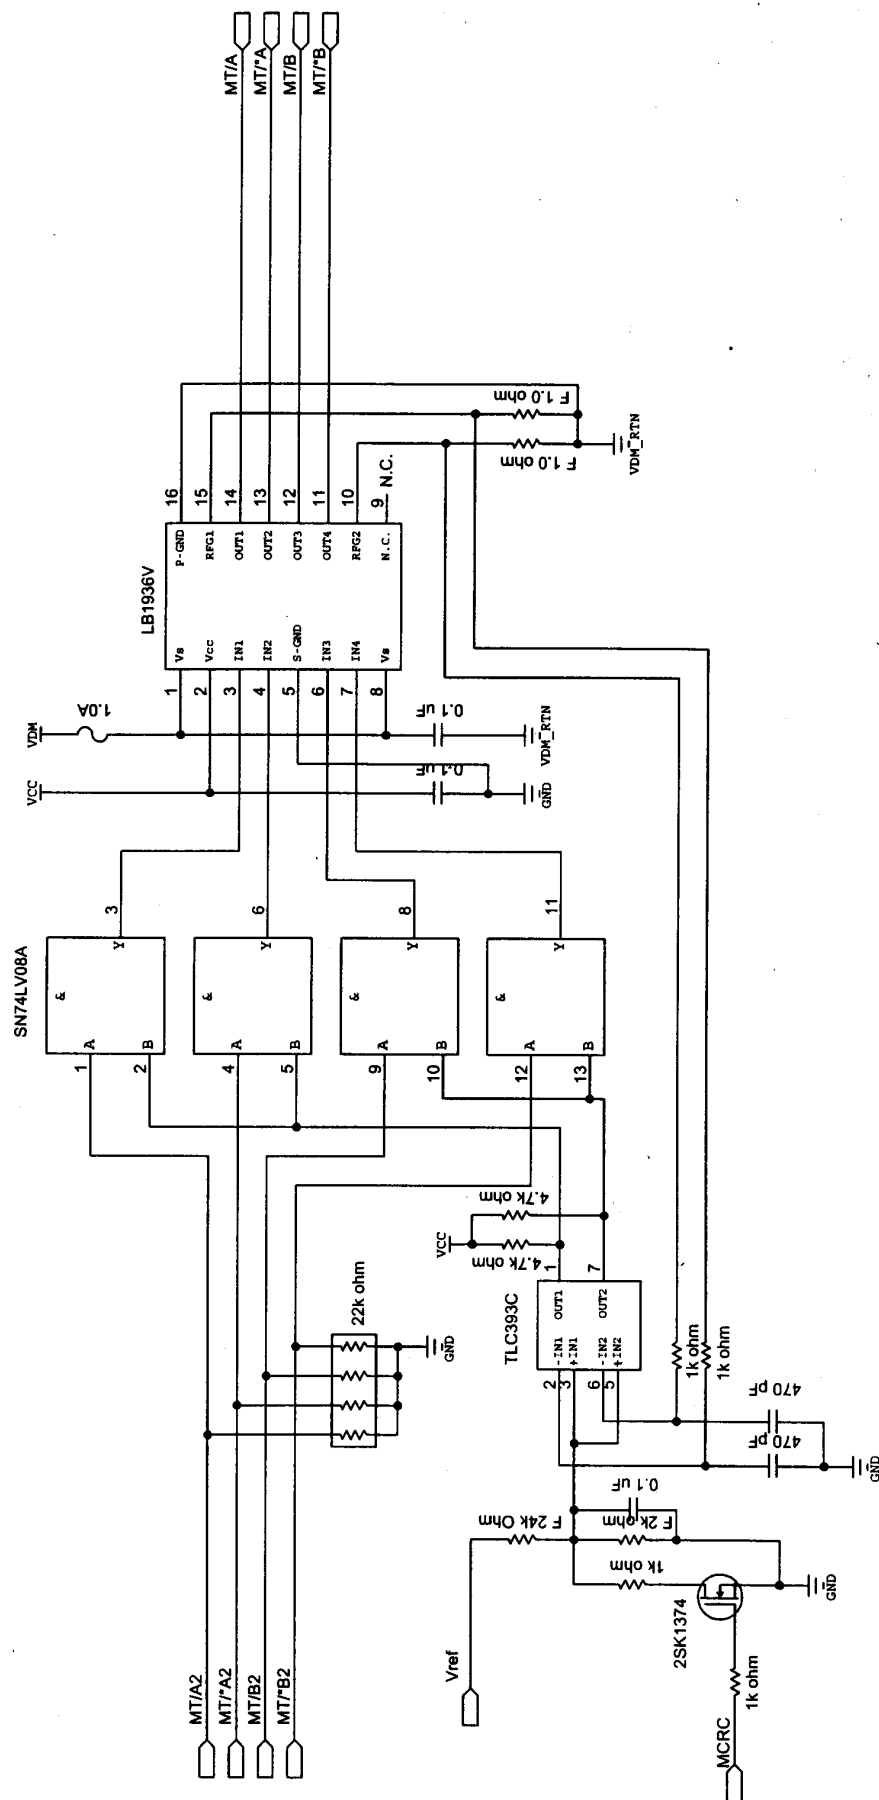 MT/A
MT/*A
MT/B
MT/*B
F 1.0 ohm
F 1.0 ohm
VDM_RTN
16
15
14
13
12
11
10
9
N.C.
P-GND
RFG1
OUT1
OUT2
OUT3
OUT4
RFG2
N.C.
LB1936V
Vs
Vcc
IN1
IN2
S-GND
IN3
IN4
Vs
1
2
3
4
5
6
7
8
VDM
1.0A
VCC
0.1 uF
VDM_RTN
0.1 uF
GND
SN74LV08A
3
6
8
11
Y
Y
Y
Y
&
&
&
&
A
B
A
B
A
B
A
B
1
2
4
5
9
10
12
13
4.7k ohm
VCC
4.7k ohm
22k ohm
GND
TLC393C
1
7
OUT1
OUT2
-IN1
+IN1
-IN2
+IN2
2
3
6
5
1k ohm
1k ohm
470 pF
470 pF
GND
0.1 uF
F 24k Ohm
F 2k ohm
1k ohm
GND
2SK1374
1k ohm
MT/A2
MT/*A2
MT/B2
MT/*B2
Vref
MCRC